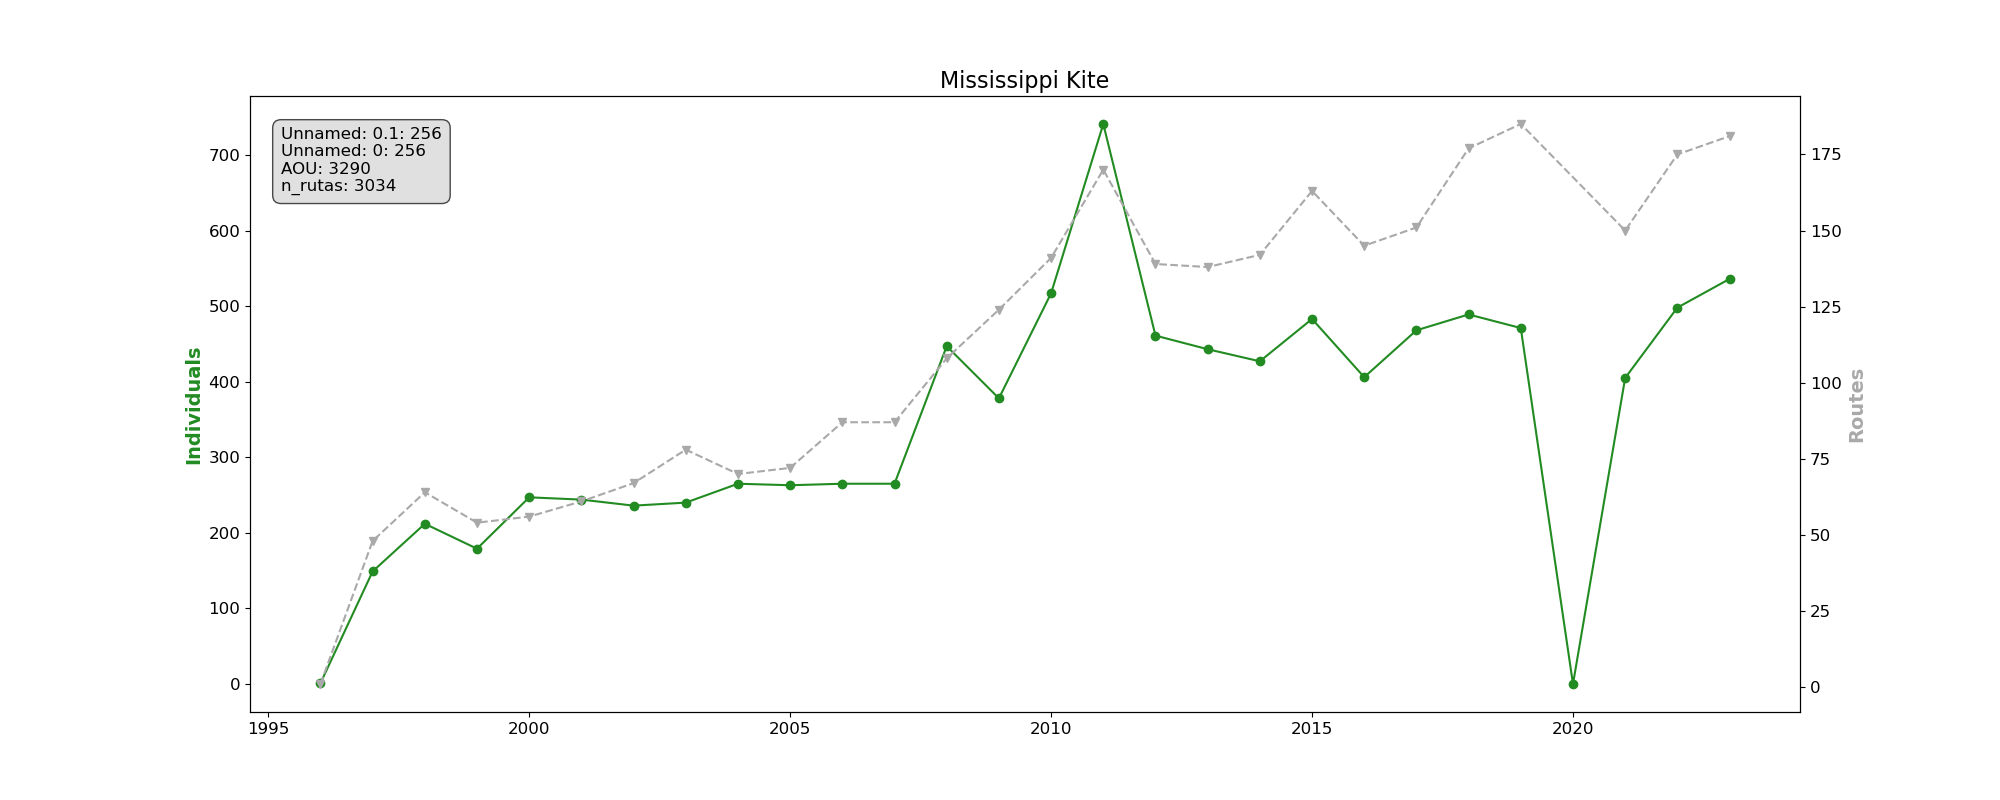 Mississippi Kite
Unnamed: 0.1: 256
Unnamed: 0: 256
AOU: 3290
n_rutas: 3034
Individuals
700
600
500
400
300
200
100
0
175
150
125
100
75
50
25
0
Routes
1995 2000 2005 2010 2015 2020